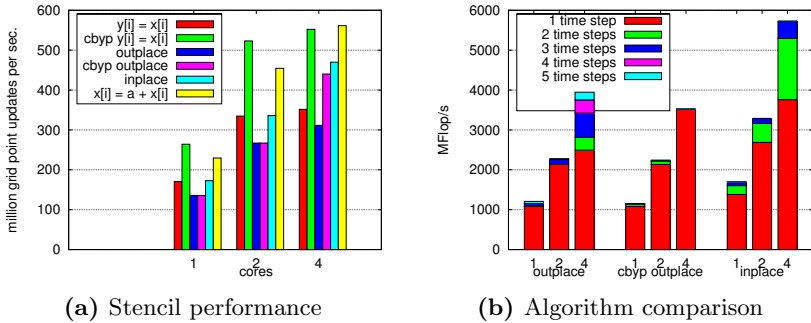 600
500
400
300
200
100
0
million grid point updates per sec.
y[i] = x[i]
cbyp y[i] = x[i]
outplace
cbyp outplace
inplace
x[i] = a + x[i]
1 2 4
cores
(a) Stencil performance
6000
5000
4000
3000
2000
1000
0
MFlop/s
1 time step
2 time steps
3 time steps
4 time steps
5 time steps
1 2 4 1 2 4 1 2 4
outplace cbyp outplace inplace
(b) Algorithm comparison